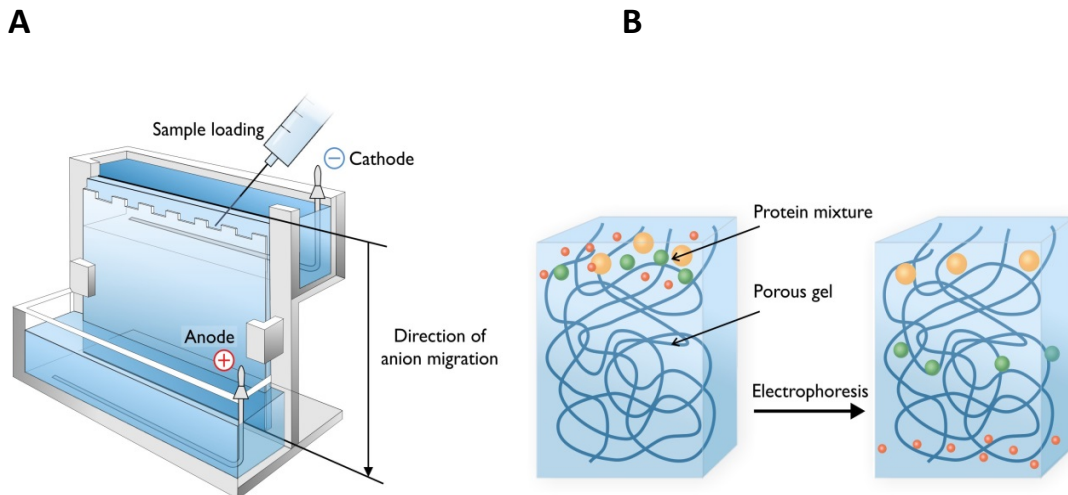 A
B
Sample loading
− Cathode
Anode
+
Direction of
anion migration
Protein mixture
Porous gel
Electrophoresis